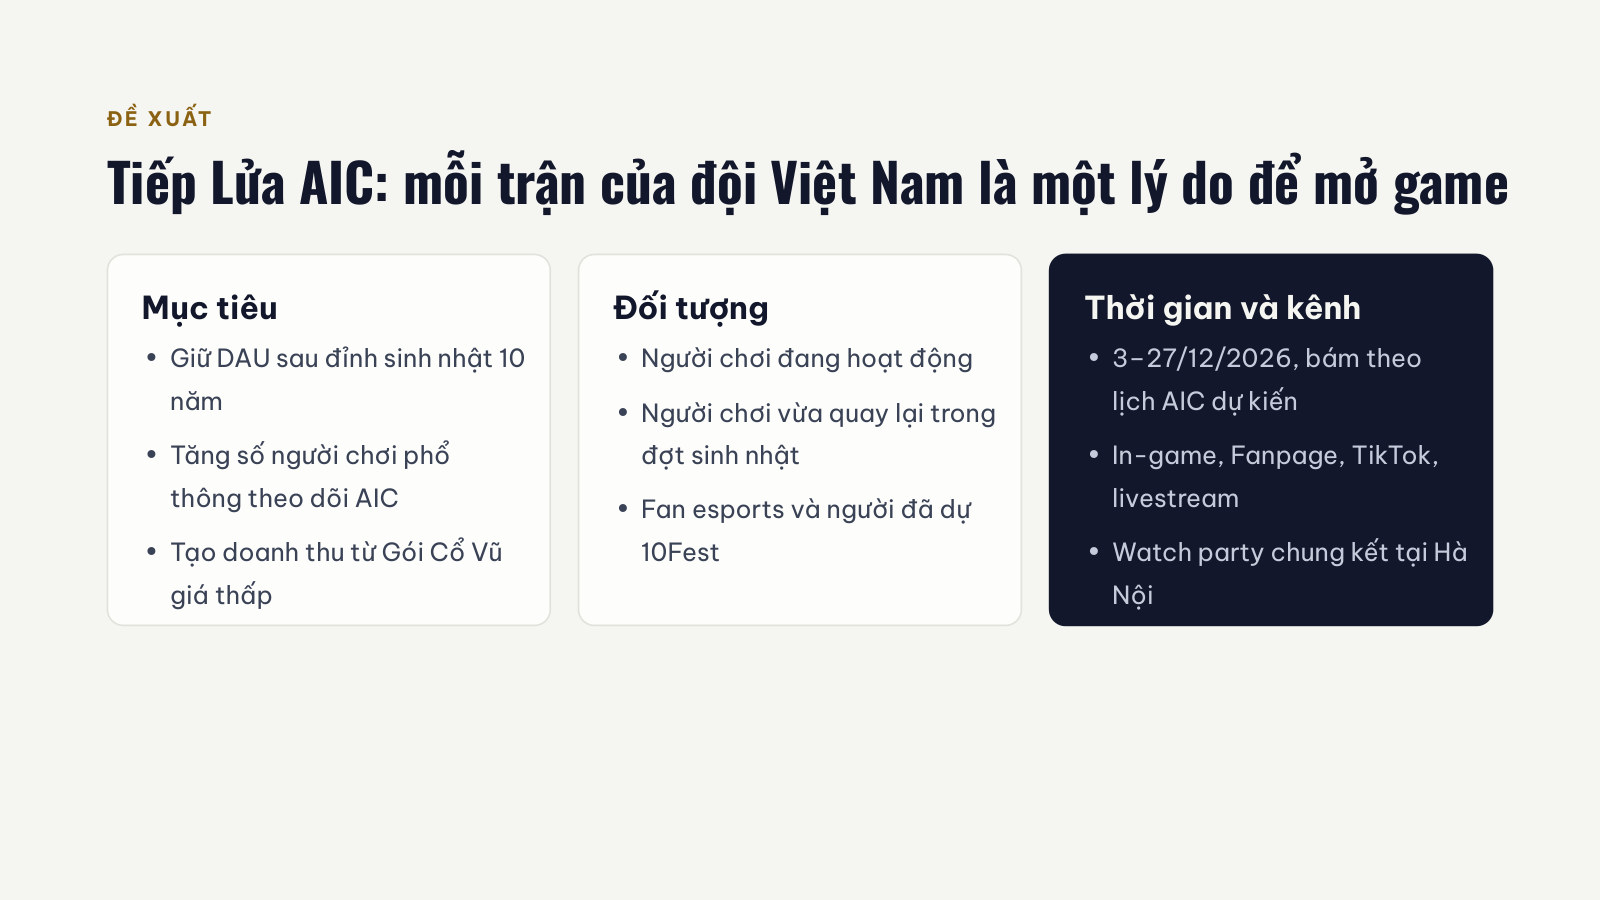 ĐỀ XUẤT
Tiếp Lửa AIC: mỗi trận của đội Việt Nam là một lý do để mở game
Mục tiêu
• Giữ DAU sau đỉnh sinh nhật 10
năm
• Tăng số người chơi phổ
thông theo dõi AIC
• Tạo doanh thu từ Gói Cổ Vũ
giá thấp
Đối tượng
• Người chơi đang hoạt động
• Người chơi vừa quay lại trong
đợt sinh nhật
• Fan esports và người đã dự
10Fest
Thời gian và kênh
• 3–27/12/2026, bám theo
lịch AIC dự kiến
• In-game, Fanpage, TikTok,
livestream
• Watch party chung kết tại Hà
Nội